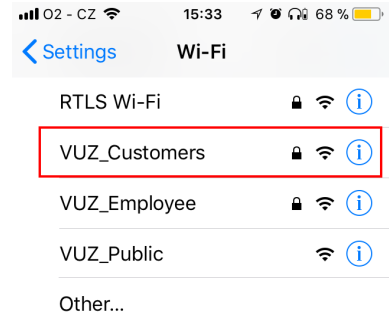 O2 - CZ 15:33 68 %
Settings Wi-Fi
RTLS Wi-Fi
VUZ_Customers
VUZ_Employee
VUZ_Public
Other...